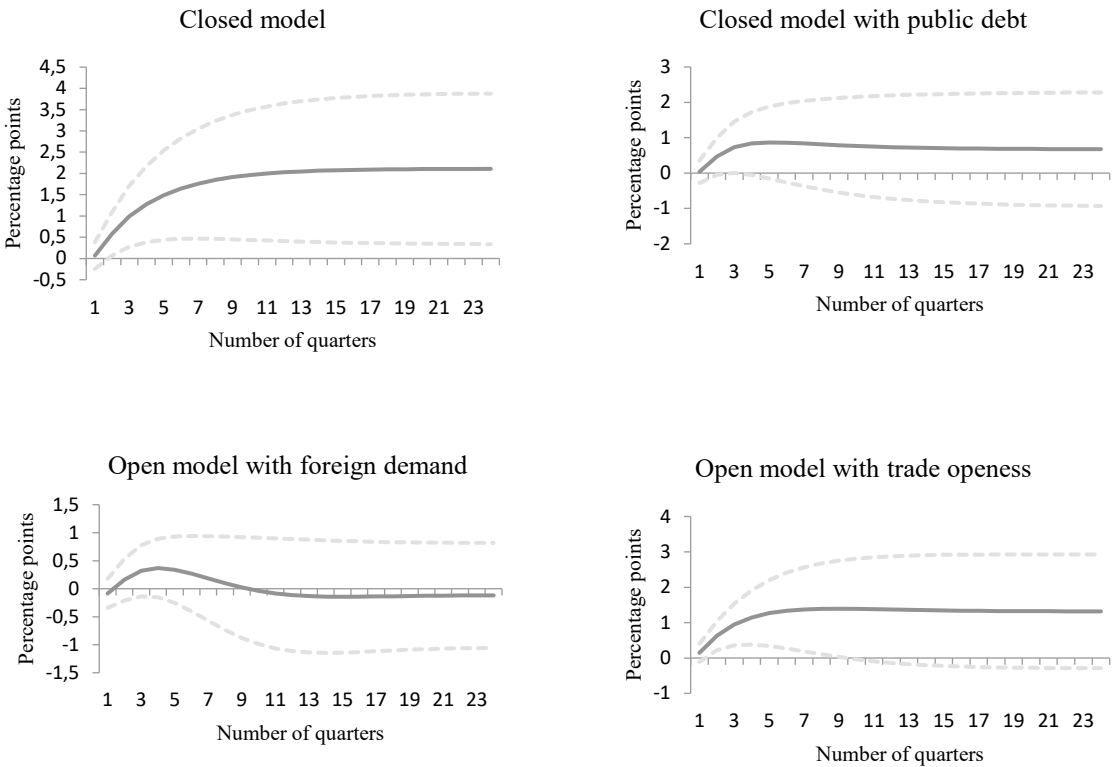 Closed model
Percentage points
4,5
4
3,5
3
2,5
2
1,5
1
0,5
0
-0,5
1 3 5 7 9 11 13 15 17 19 21 23
Number of quarters
Closed model with public debt
Percentage points
3
2
1
0
-1
-2
1 3 5 7 9 11 13 15 17 19 21 23
Number of quarters
Open model with foreign demand
Percentage points
1,5
1
0,5
0
-0,5
-1
-1,5
1 3 5 7 9 11 13 15 17 19 21 23
Number of quarters
Open model with trade openess
Percentage points
4
3
2
1
0
-1
1 3 5 7 9 11 13 15 17 19 21 23
Number of quarters